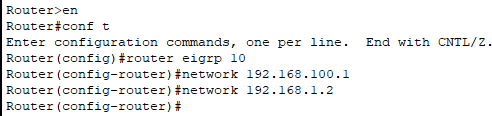 Router>en
Router#conf t
Enter configuration commands, one per line.  End with CNTL/Z.
Router(config)#router eigrp 10
Router(config-router)#network 192.168.100.1
Router(config-router)#network 192.168.1.2
Router(config-router)#